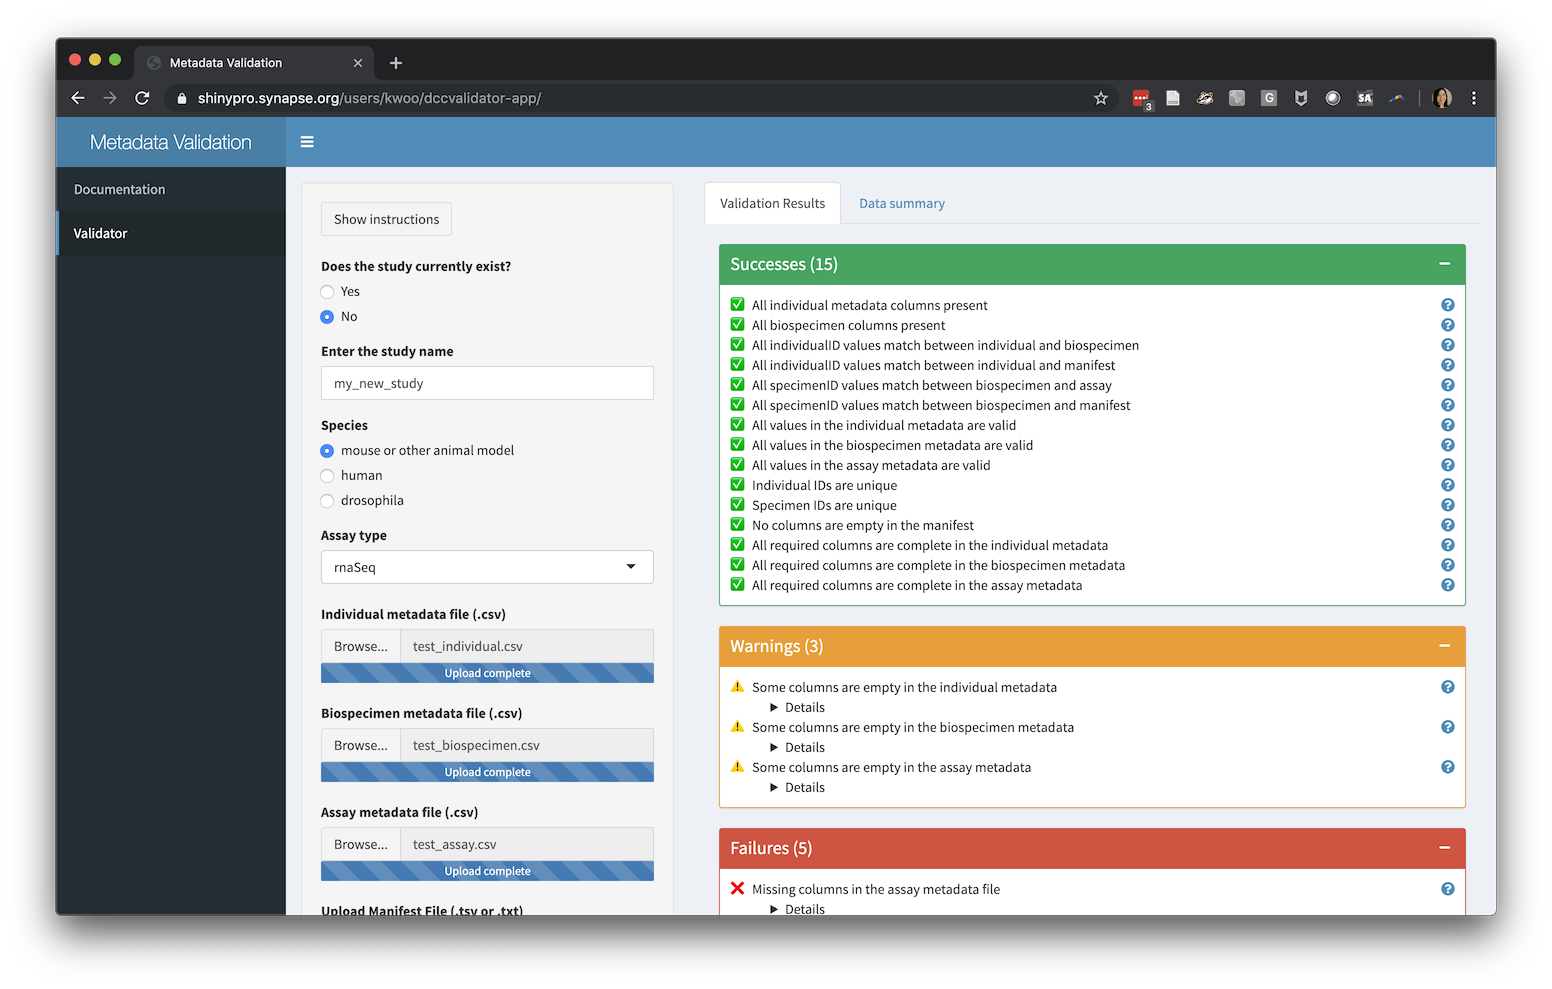 Metadata Validation
shinypro.synapse.org/users/kwoo/dccvalidator-app/
3
G
SA
Metadata Validation
Documentation
Validator
Show instructions
Does the study currently exist?
Yes
No
Enter the study name
my_new_study
Species
mouse or other animal model
human
drosophila
Assay type
rnaSeq
Individual metadata file (.csv)
Browse... test_individual.csv
Upload complete
Biospecimen metadata file (.csv)
Browse... test_biospecimen.csv
Upload complete
Assay metadata file (.csv)
Browse... test_assay.csv
Upload complete
Upload Manifest File (.tsv or .txt)
Validation Results Data summary
Successes (15)
All individual metadata columns present
All biospecimen columns present
All individualID values match between individual and biospecimen
All individualID values match between individual and manifest
All specimenID values match between biospecimen and assay
All specimenID values match between biospecimen and manifest
All values in the individual metadata are valid
All values in the biospecimen metadata are valid
All values in the assay metadata are valid
Individual IDs are unique
Specimen IDs are unique
No columns are empty in the manifest
All required columns are complete in the individual metadata
All required columns are complete in the biospecimen metadata
All required columns are complete in the assay metadata
Warnings (3)
Some columns are empty in the individual metadata
Details
Some columns are empty in the biospecimen metadata
Details
Some columns are empty in the assay metadata
Details
Failures (5)
Missing columns in the assay metadata file
Details